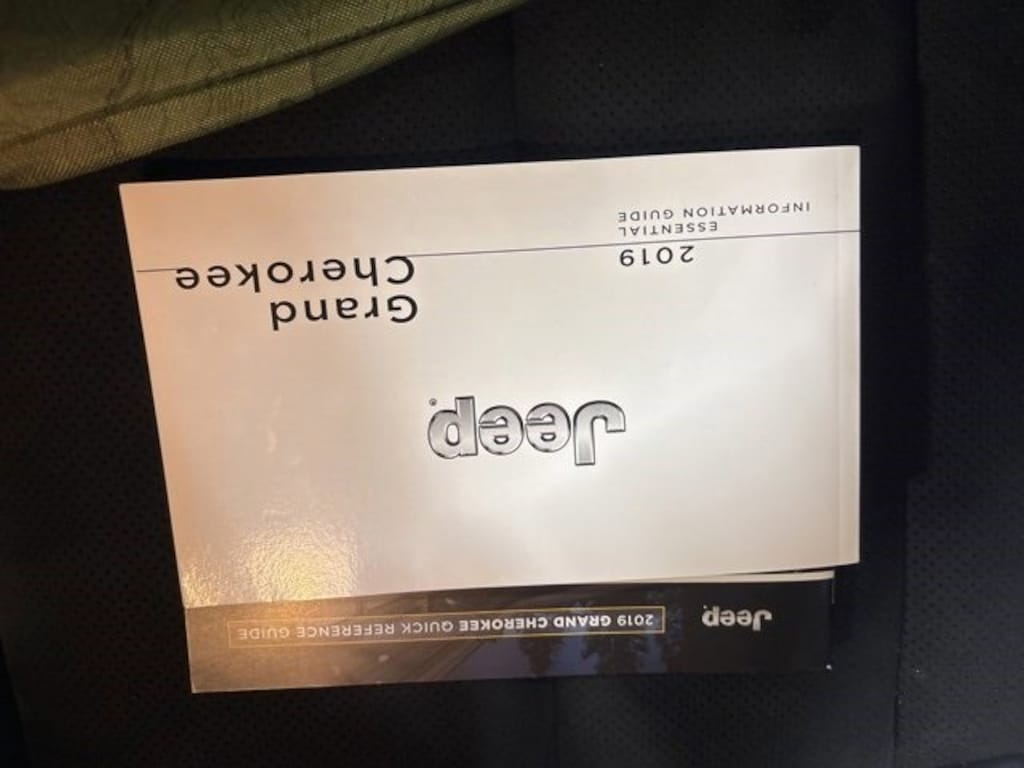 Jeep
2019 GRAND CHEROKEE QUICK REFERENCE GUIDE
Jeep®
Grand
Cherokee
2019
ESSENTIAL
INFORMATION GUIDE